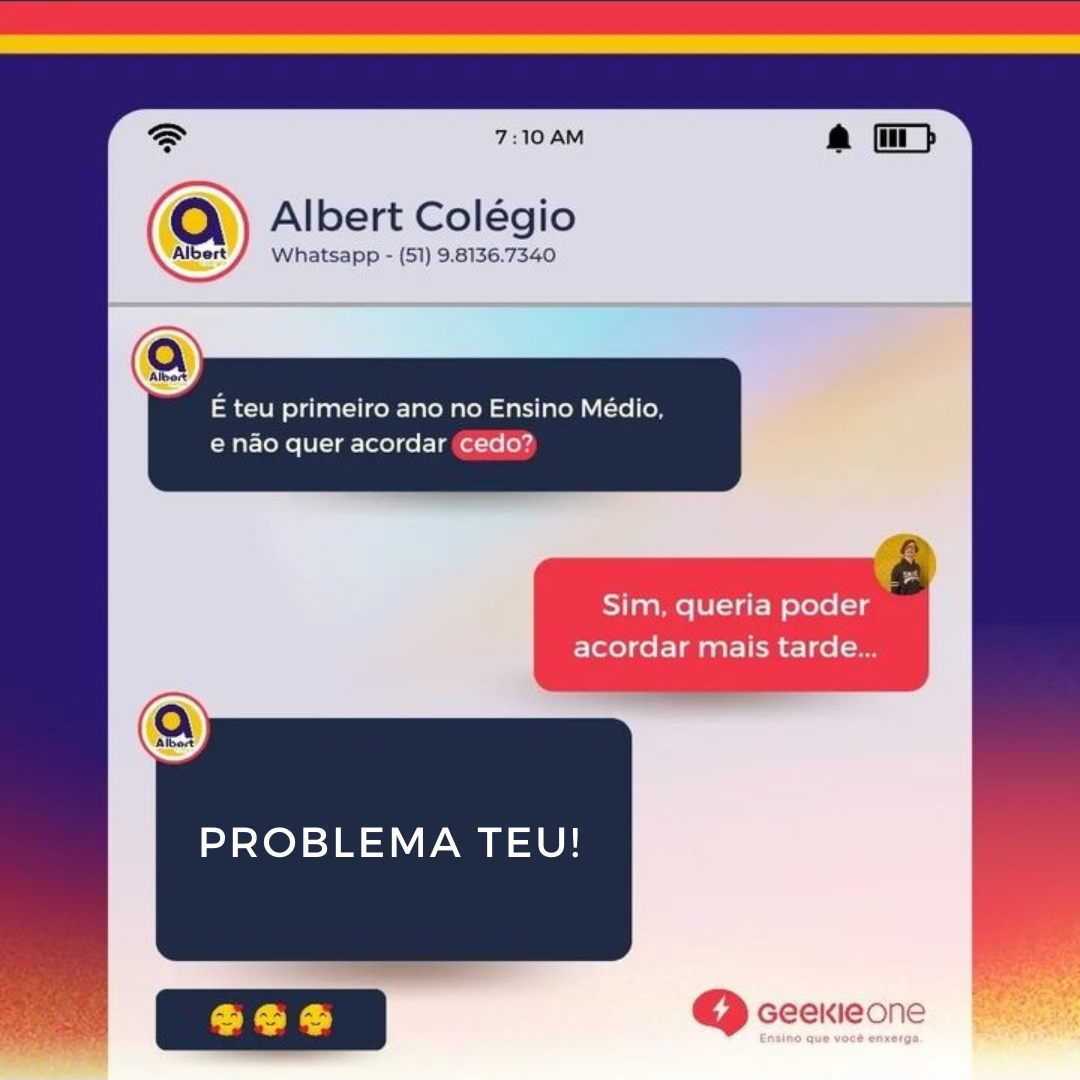 7:10 AM
Albert Colégio
Albert
Whatsapp - (51) 9.8136.7340
Albert
É teu primeiro ano no Ensino Médio,
e não quer acordar cedo?
Sim, queria poder
acordar mais tarde...
Albert
PROBLEMA TEU!
GEEKIEONE
Ensino que você enxerga.